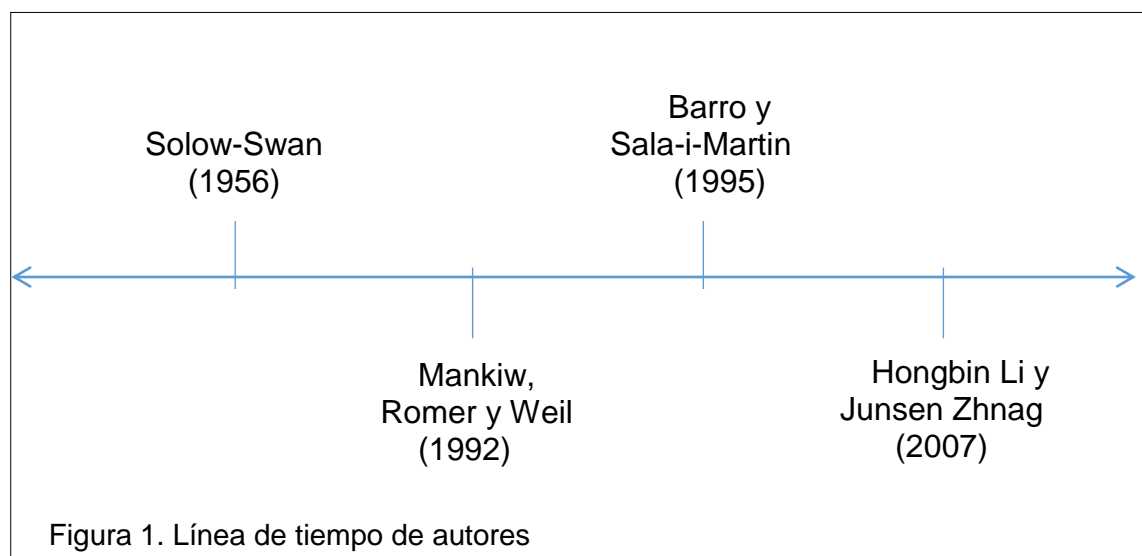 Solow-Swan
(1956)
Mankiw,
Romer y Weil
(1992)
Barro y
Sala-i-Martin
(1995)
Hongbin Li y
Junsen Zhnag
(2007)
Figura 1. Línea de tiempo de autores